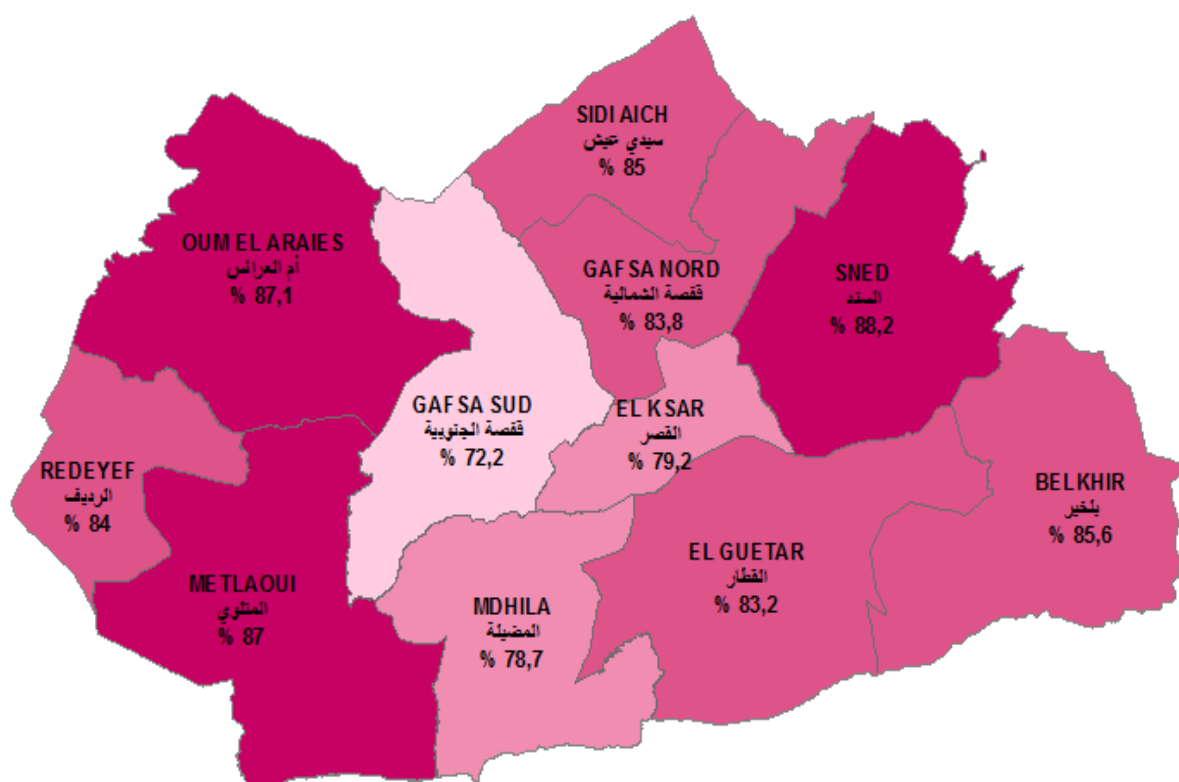 SIDI AICH
سيدي عيش
% 85
OUM EL ARAIES
أم العرائس
% 87,1
GAFSA NORD
قفصة الشمالية
% 83,8
SNED
السند
% 88,2
GAFSA SUD
قفصة الجنوبية
% 72,2
EL KSAR
القصر
% 79,2
REDEYEF
الرديف
% 84
BELKHIR
بلخير
% 85,6
EL GUETAR
القطار
% 83,2
METLAOUI
المتلوي
% 87
MDHILA
المضيلة
% 78,7